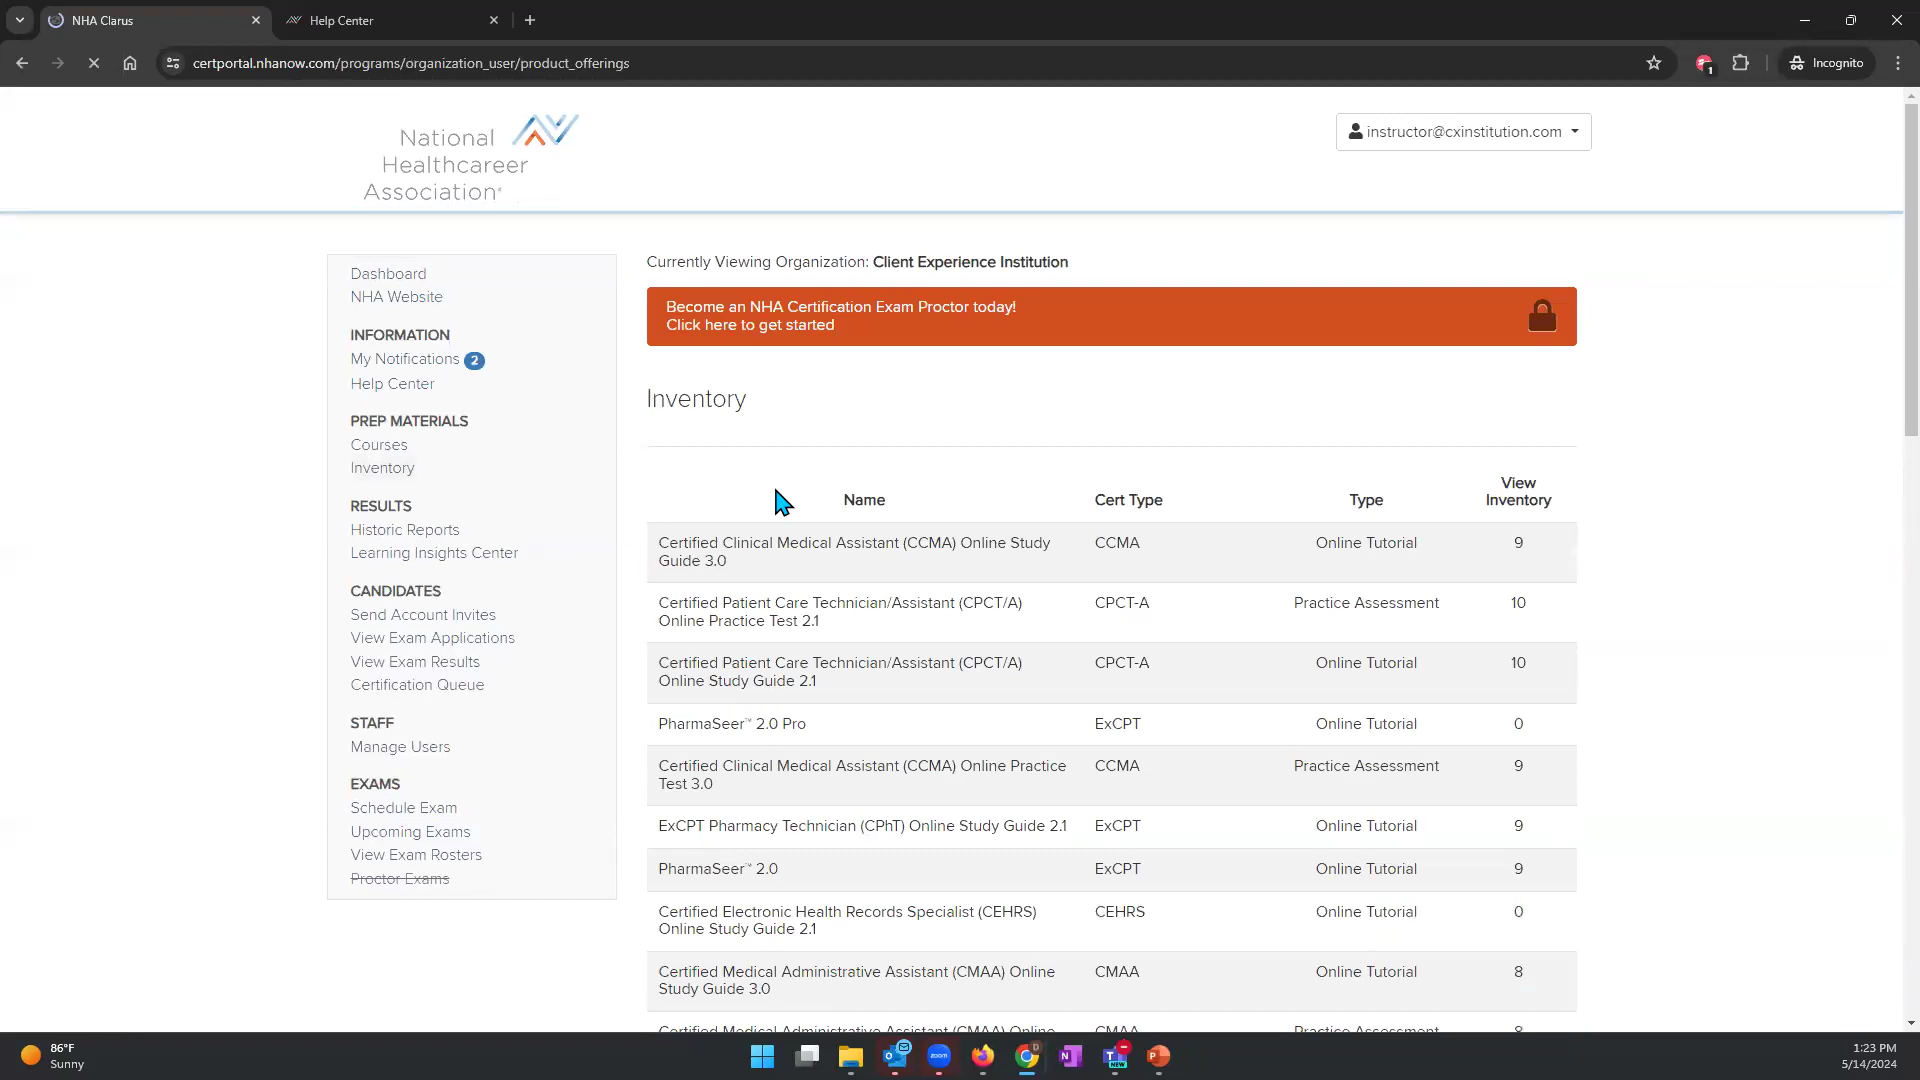 NHA Clarus
Help Center
certportal.nhanow.com/programs/organization_user/product_offerings
1
Incognito
National
Healthcareer
Association
instructor@cxinstitution.com
Dashboard
NHA Website
INFORMATION
My Notifications 2
Help Center
PREP MATERIALS
Courses
Inventory
RESULTS
Historic Reports
Learning Insights Center
CANDIDATES
Send Account Invites
View Exam Applications
View Exam Results
Certification Queue
STAFF
Manage Users
EXAMS
Schedule Exam
Upcoming Exams
View Exam Rosters
Proctor Exams
Currently Viewing Organization: Client Experience Institution
Become an NHA Certification Exam Proctor today!
Click here to get started
Inventory
View
Name Cert Type Type Inventory
Certified Clinical Medical Assistant (CCMA) Online Study CCMA Online Tutorial 9
Guide 3.0
Certified Patient Care Technician/Assistant (CPCT/A) CPCT-A Practice Assessment 10
Online Practice Test 2.1
Certified Patient Care Technician/Assistant (CPCT/A) CPCT-A Online Tutorial 10
Online Study Guide 2.1
PharmaSeer™ 2.0 Pro ExCPT Online Tutorial 0
Certified Clinical Medical Assistant (CCMA) Online Practice CCMA Practice Assessment 9
Test 3.0
ExCPT Pharmacy Technician (CPhT) Online Study Guide 2.1 ExCPT Online Tutorial 9
PharmaSeer™ 2.0 ExCPT Online Tutorial 9
Certified Electronic Health Records Specialist (CEHRS) CEHRS Online Tutorial 0
Online Study Guide 2.1
Certified Medical Administrative Assistant (CMAA) Online CMAA Online Tutorial 8
Study Guide 3.0
Certified Medical Administrative Assistant (CMAA) Online CMAA Practice Assessment 8
86°F
Sunny
zoom
NEW
1:23 PM
5/14/2024